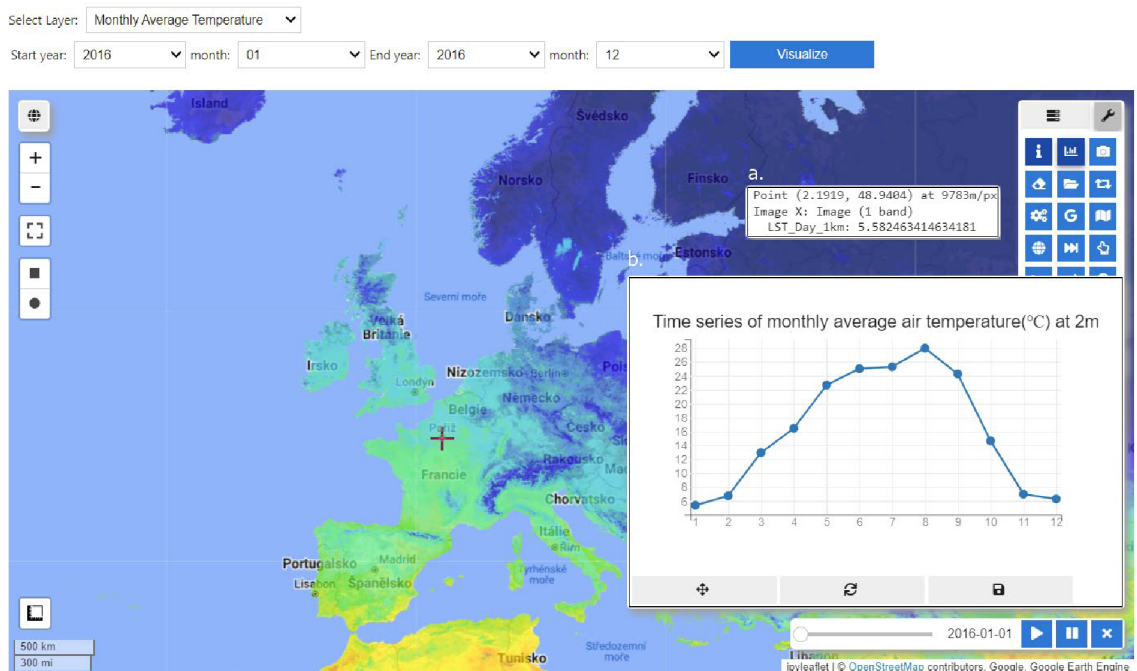 Select Layer: Monthly Average Temperature
Start year: 2016 month: 01 End year: 2016 month: 12 Visualize
Island
Švédsko
Norsko
Finsko
a.
Point (2.1919, 48.9404) at 9783m/px
Image X: Image (1 band)
LST_Day_1km: 5.582463414634181
+
−
i
G
Estonsko
b.
Severní moře
Dánsko
Velká
Británie
Irsko
Londýn
Nizozemsko
Berlín
Německo
Belgie
Paříž
Česko
Rakousko
Francie
Chorvatsko
Itálie
Řím
Portugalsko
Madrid
Lisabon
Španělsko
Tyrhénské
moře
Tunisko
Středozemní
moře
Time series of monthly average air temperature(°C) at 2m
28
26
24
22
20
18
16
14
12
10
8
6
1 2 3 4 5 6 7 8 9 10 11 12
2016-01-01
500 km
300 mi
ipyleaflet | © OpenStreetMap contributors, Google, Google Earth Engine